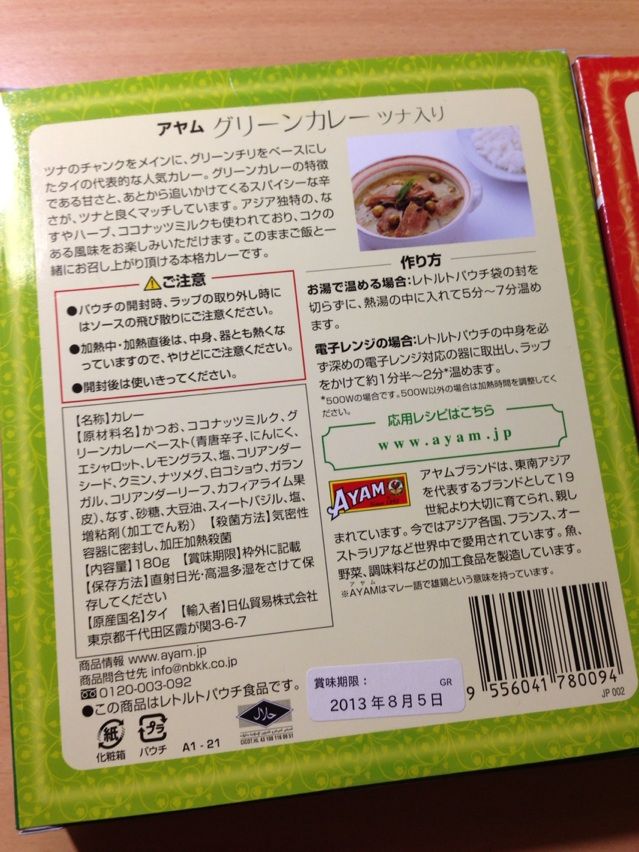 アヤム グリーンカレー ツナ入り
ツナのチャンクをメインに、グリーンチリをベースにし
たタイの代表的な人気カレー。グリーンカレーの特徴
である甘さと、あとから追いかけてくるスパイシーな辛
さが、ツナと良くマッチしています。アジア独特の、な
すやハーブ、ココナッツミルクも使われており、コクの
ある風味をお楽しみいただけます。このままご飯と一
緒にお召し上がり頂ける本格カレーです。
ご注意
●パウチの開封時、ラップの取り外し時に
はソースの飛び散りにご注意ください。
●加熱中・加熱直後は、中身、器とも熱くな
っていますので、やけどにご注意ください。
●開封後は使いきってください。
【名称】カレー
【原材料名】かつお、ココナッツミルク、グ
リーンカレーペースト(青唐辛子、にんにく、
エシャロット、レモングラス、塩、コリアンダー
シード、クミン、ナツメグ、白コショウ、ガラン
ガル、コリアンダーリーフ、カフィアライム果
皮)、なす、砂糖、大豆油、スィートバジル、塩、
増粘剤(加工でん粉) 【殺菌方法】気密性
容器に密封し、加圧加熱殺菌
【内容量】180g 【賞味期限】枠外に記載
【保存方法】直射日光・高温多湿をさけて保
存してください
【原産国名】タイ 【輸入者】日仏貿易株式会社
東京都千代田区霞が関3-6-7
商品情報 www.ayam.jp
商品問合せ先 info@nbkk.co.jp
0120-003-092
●この商品はレトルトパウチ食品です。
紙
化粧箱
プラ
パウチ
A1-21
حلال
作り方
お湯で温める場合:レトルトパウチ袋の封を
切らずに、熱湯の中に入れて5分〜7分温め
ます。
電子レンジの場合:レトルトパウチの中身を必
ず深めの電子レンジ対応の器に取出し、ラップ
をかけて約1分半〜2分*温めます。
*500Wの場合です。500W以外の場合は加熱時間を調整してく
ださい。
応用レシピはこちら
www.ayam.jp
AYAM
アヤムブランドは、東南アジア
を代表するブランドとして19
世紀より大切に育てられ、親し
まれています。今ではアジア各国、フランス、オー
ストラリアなど世界中で愛用されています。魚、
野菜、調味料などの加工食品を製造しています。
アヤム
※AYAMはマレー語で雄鶏という意味を持っています。
賞味期限: GR
2013年8月5日
9 556041 780094
JP 002